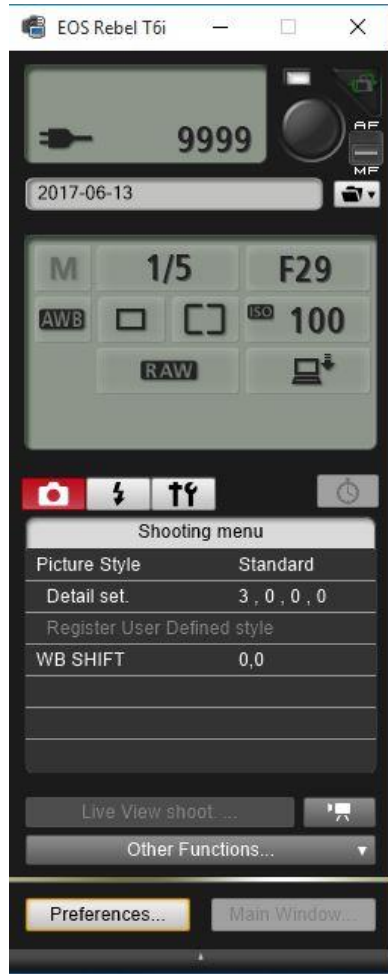 EOS Rebel T6i
9999
AF
MF
2017-06-13
M 1/5 F29
AWB ISO 100
RAW
Shooting menu
Picture Style Standard
Detail set. 3 , 0 , 0 , 0
Register User Defined style
WB SHIFT 0,0
Live View shoot. ...
Other Functions...
Preferences... Main Window...